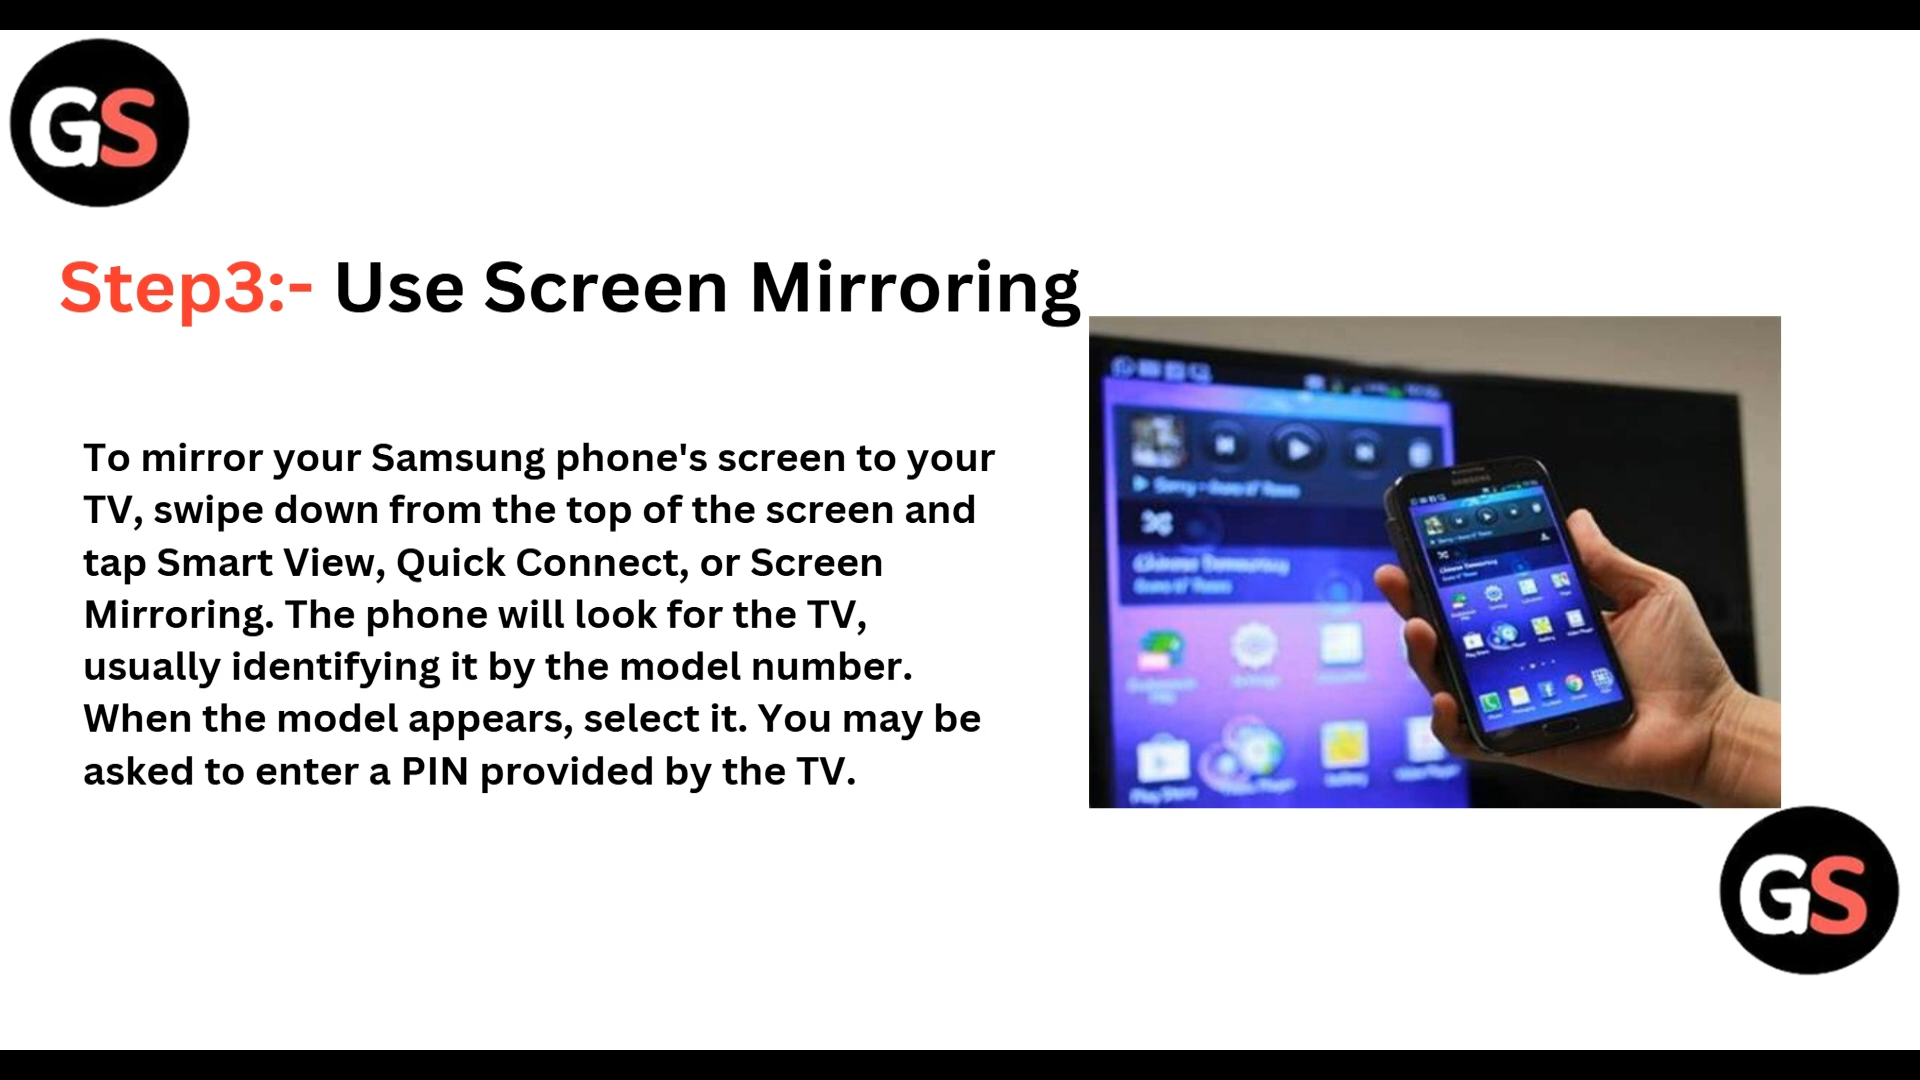 GS
Step3:- Use Screen Mirroring
To mirror your Samsung phone's screen to your
TV, swipe down from the top of the screen and
tap Smart View, Quick Connect, or Screen
Mirroring. The phone will look for the TV,
usually identifying it by the model number.
When the model appears, select it. You may be
asked to enter a PIN provided by the TV.
SAMSUNG
Play Store
Gallery
GS